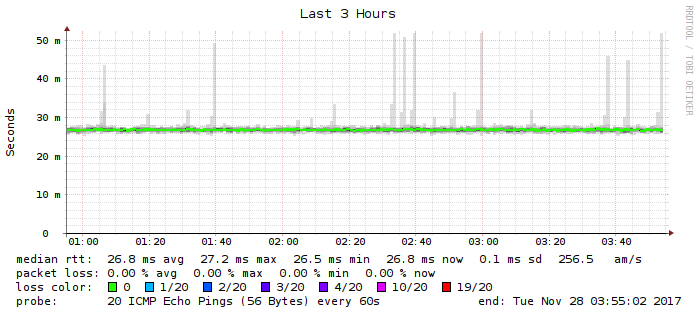 Last 3 Hours
RRDTOOL / TOBI OETIKER
Seconds
50 m
40 m
30 m
20 m
10 m
0
01:00 01:20 01:40 02:00 02:20 02:40 03:00 03:20 03:40
median rtt: 26.8 ms avg 27.2 ms max 26.5 ms min 26.8 ms now 0.1 ms sd 256.5 am/s
packet loss: 0.00 % avg 0.00 % max 0.00 % min 0.00 % now
loss color: 0 1/20 2/20 3/20 4/20 10/20 19/20
probe: 20 ICMP Echo Pings (56 Bytes) every 60s end: Tue Nov 28 03:55:02 2017